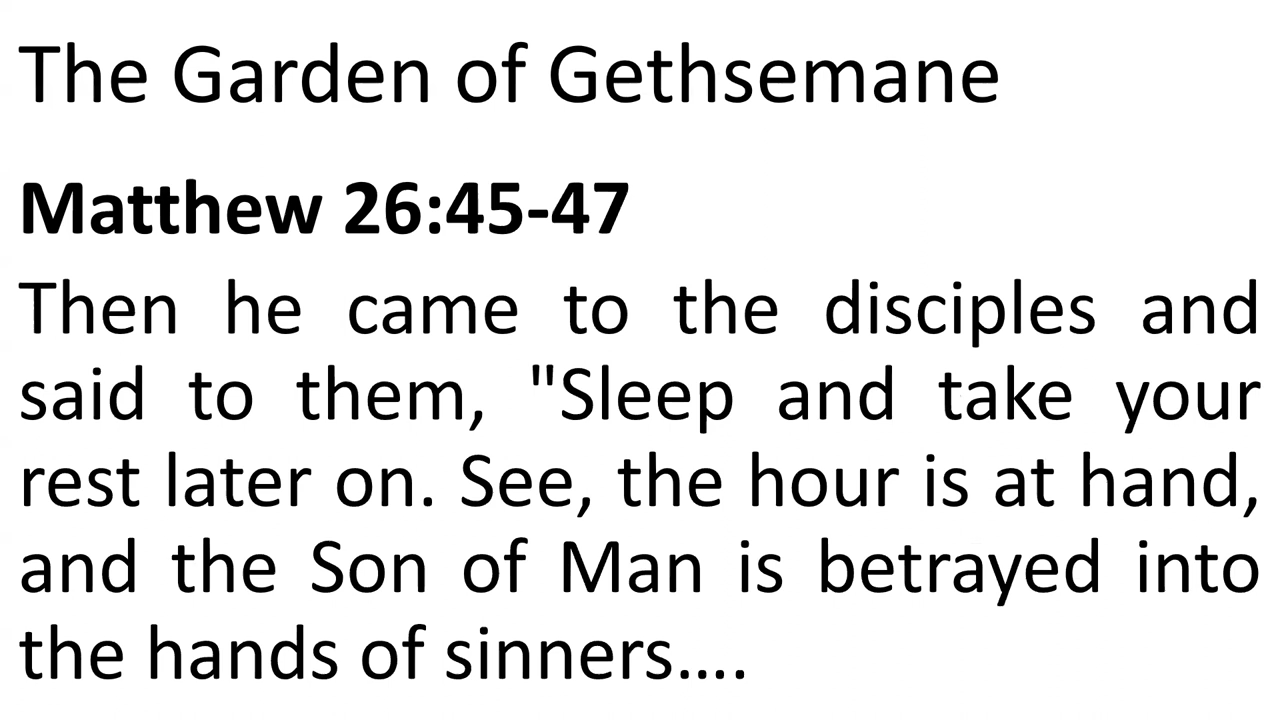 The Garden of Gethsemane
Matthew 26:45-47
Then he came to the disciples and
said to them, "Sleep and take your
rest later on. See, the hour is at hand,
and the Son of Man is betrayed into
the hands of sinners....